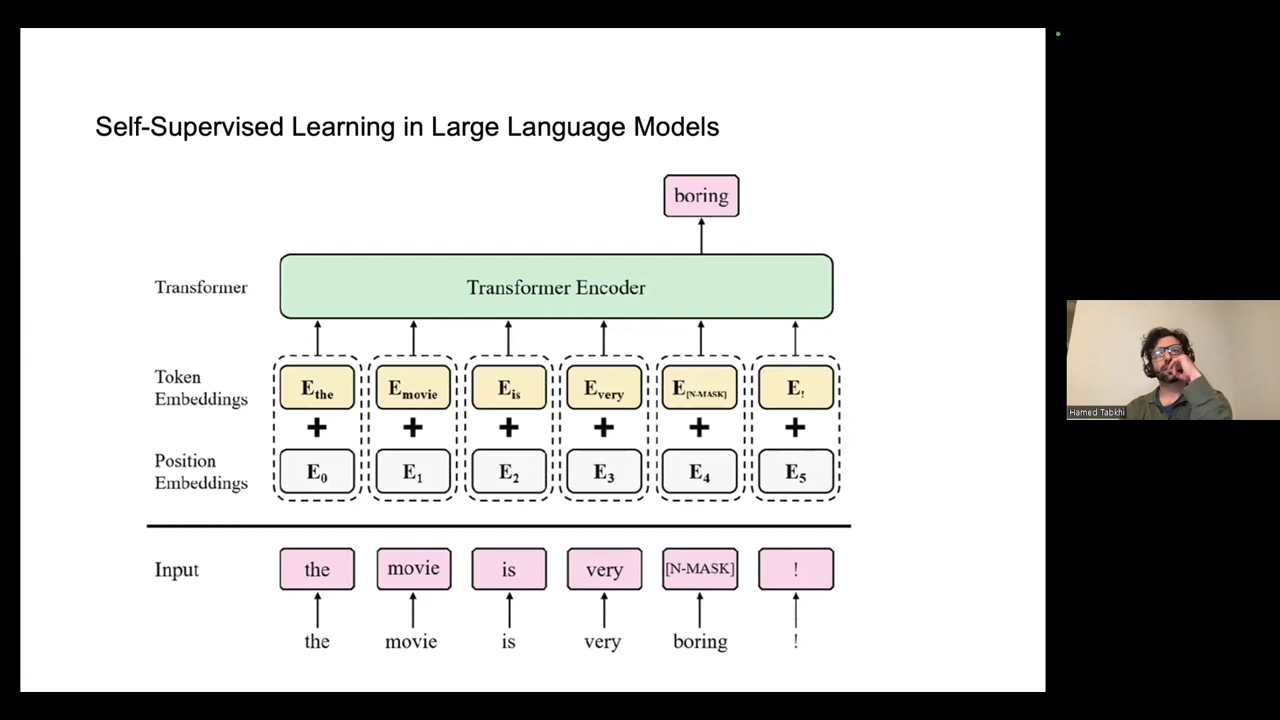 Self-Supervised Learning in Large Language Models
boring
Transformer
Transformer Encoder
Token
Embeddings
E_the E_movie E_is E_very E_[N-MASK] E_!
+ + + + + +
Position
Embeddings
E_0 E_1 E_2 E_3 E_4 E_5
Input
the movie is very [N-MASK] !
the movie is very boring !
Hamed Tabkhi